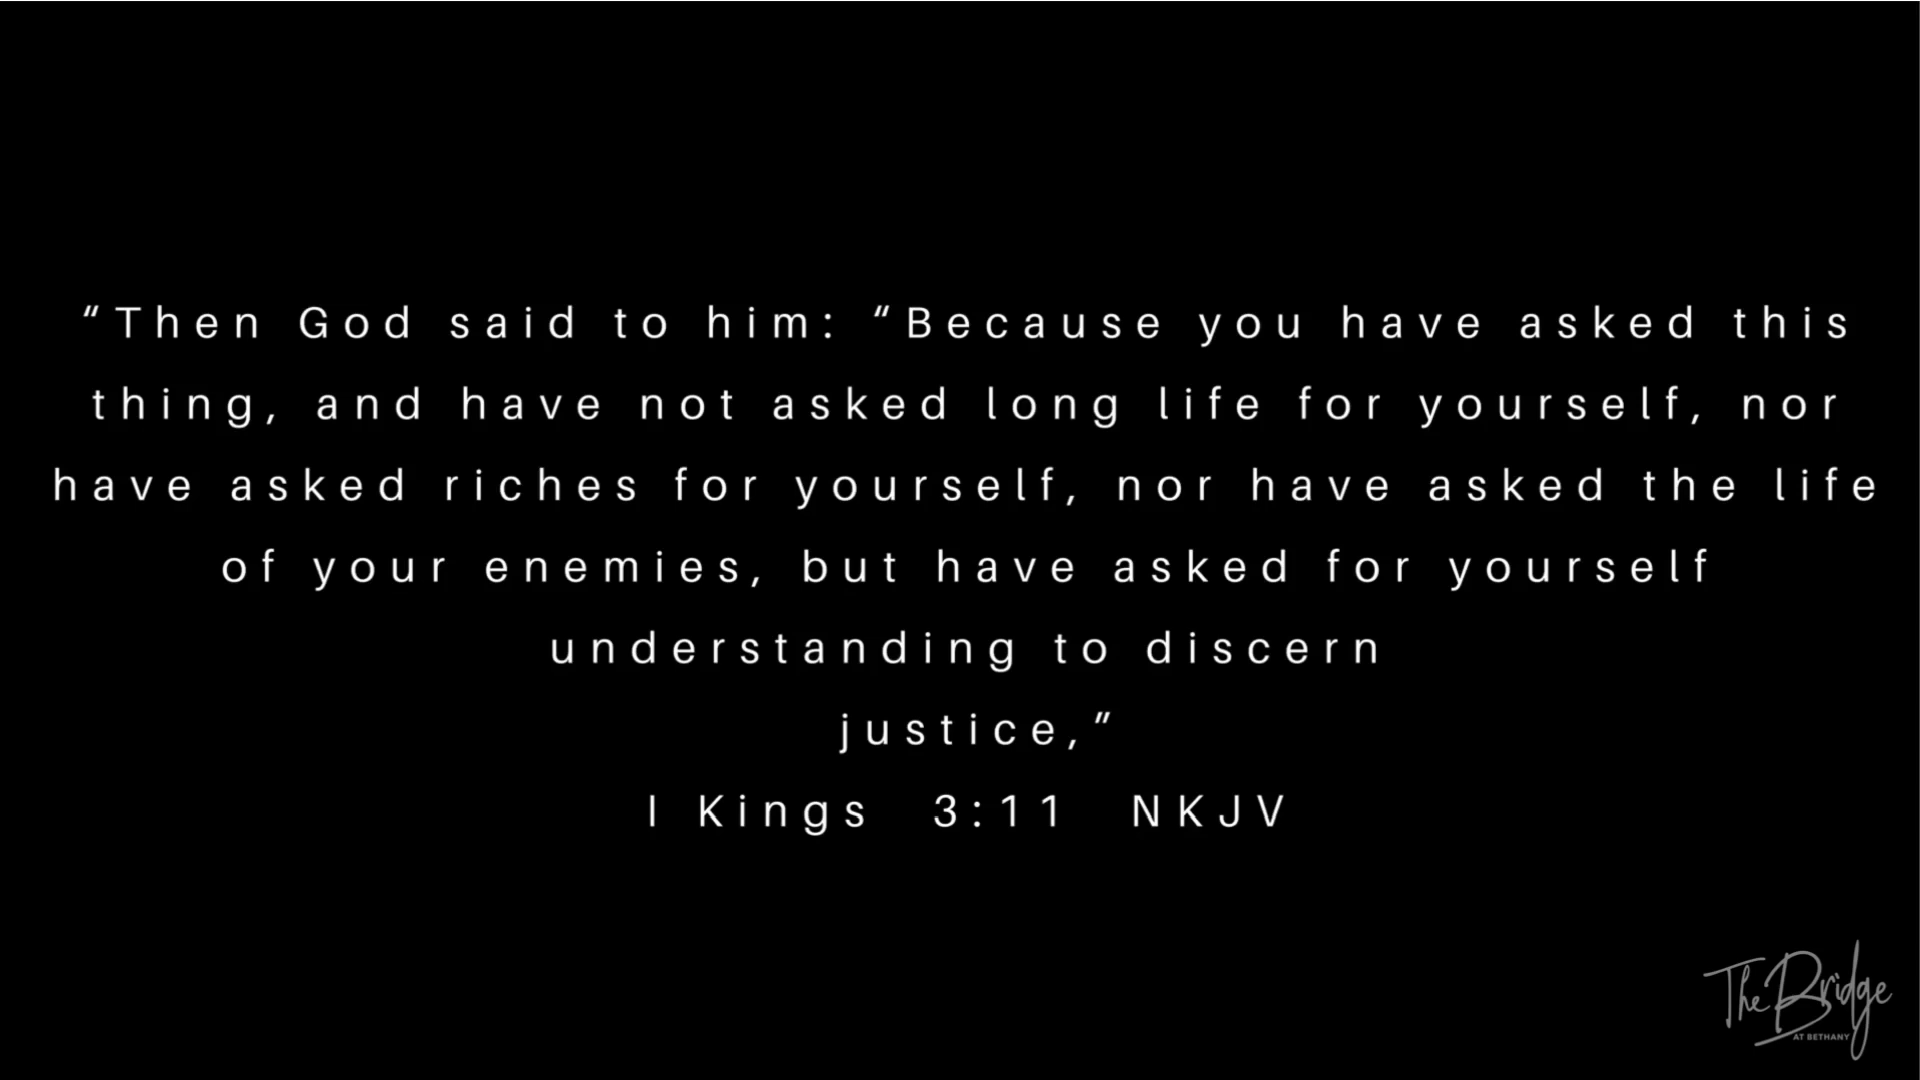 “Then God said to him: “Because you have asked this
thing, and have not asked long life for yourself, nor
have asked riches for yourself, nor have asked the life
of your enemies, but have asked for yourself
understanding to discern
justice,”
I Kings 3:11 NKJV
The Bridge
AT BETHANY